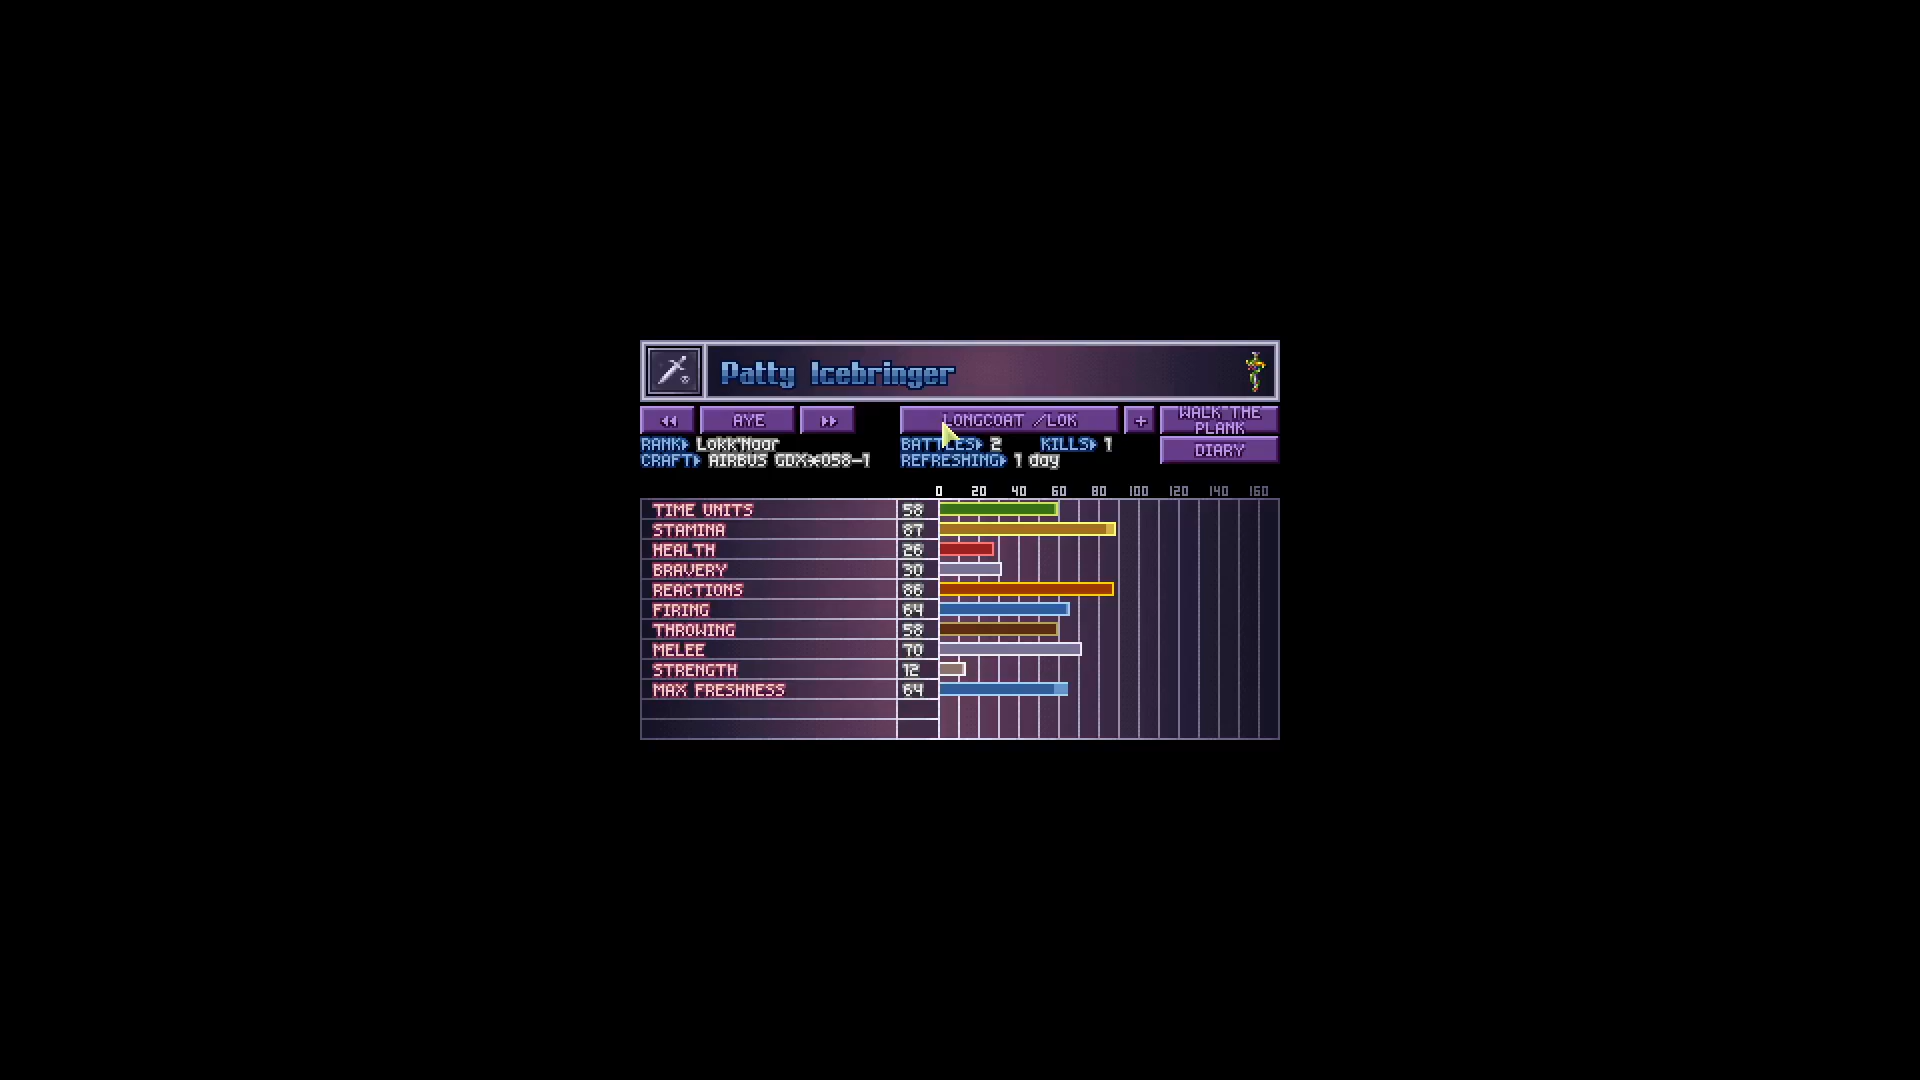 Patty Icebringer
AYE LONGCOAT /LOK + WALK THE PLANK
RANK Lokk'Naar BATTLES 2 KILLS 1 DIARY
CRAFT AIRBUS GDX*058-1 REFRESHING 1 day
0 20 40 60 80 100 120 140 160
TIME UNITS 58
STAMINA 87
HEALTH 26
BRAVERY 30
REACTIONS 86
FIRING 64
THROWING 58
MELEE 70
STRENGTH 12
MAX FRESHNESS 64